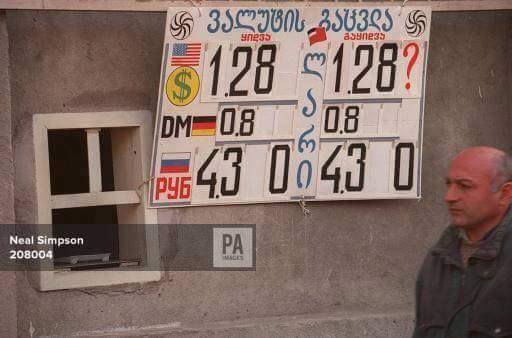 ვალუტის გაცვლა
ყიდვა გაყიდვა
$ 1.28 1.28 ?
DM 0.8 0.8
РУБ 4.3 0 4.3 0
ლარი
Neal Simpson
208004
PA
IMAGES